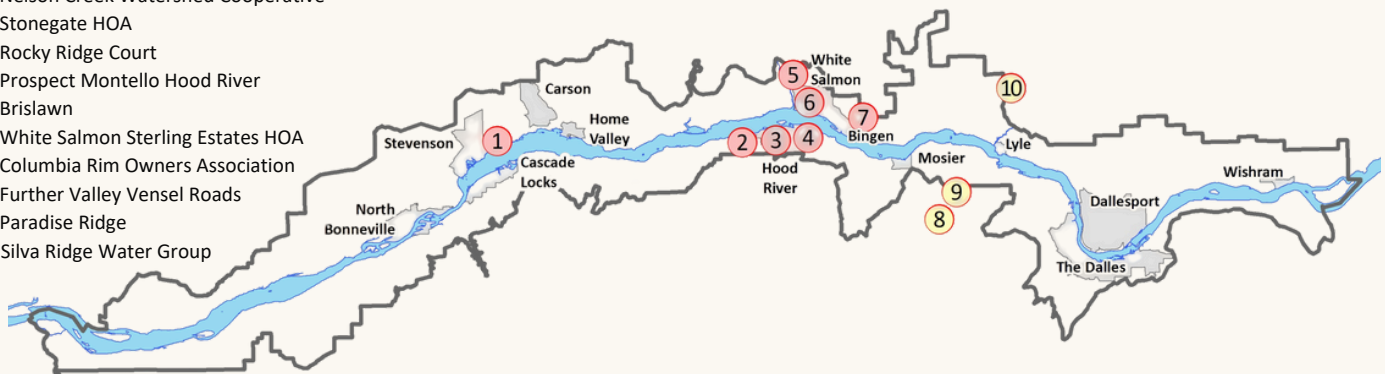 Nelson Creek Watershed Cooperative
Stonegate HOA
Rocky Ridge Court
Prospect Montello Hood River
Brislawn
White Salmon Sterling Estates HOA
Columbia Rim Owners Association
Further Valley Vensel Roads
Paradise Ridge
Silva Ridge Water Group
5
White
Salmon
10
Carson
6
Home
Valley
7
Stevenson
1
2
3
4
Bingen
Lyle
Cascade
Locks
Hood
River
Mosier
Wishram
9
8
North
Bonneville
Dallesport
The Dalles